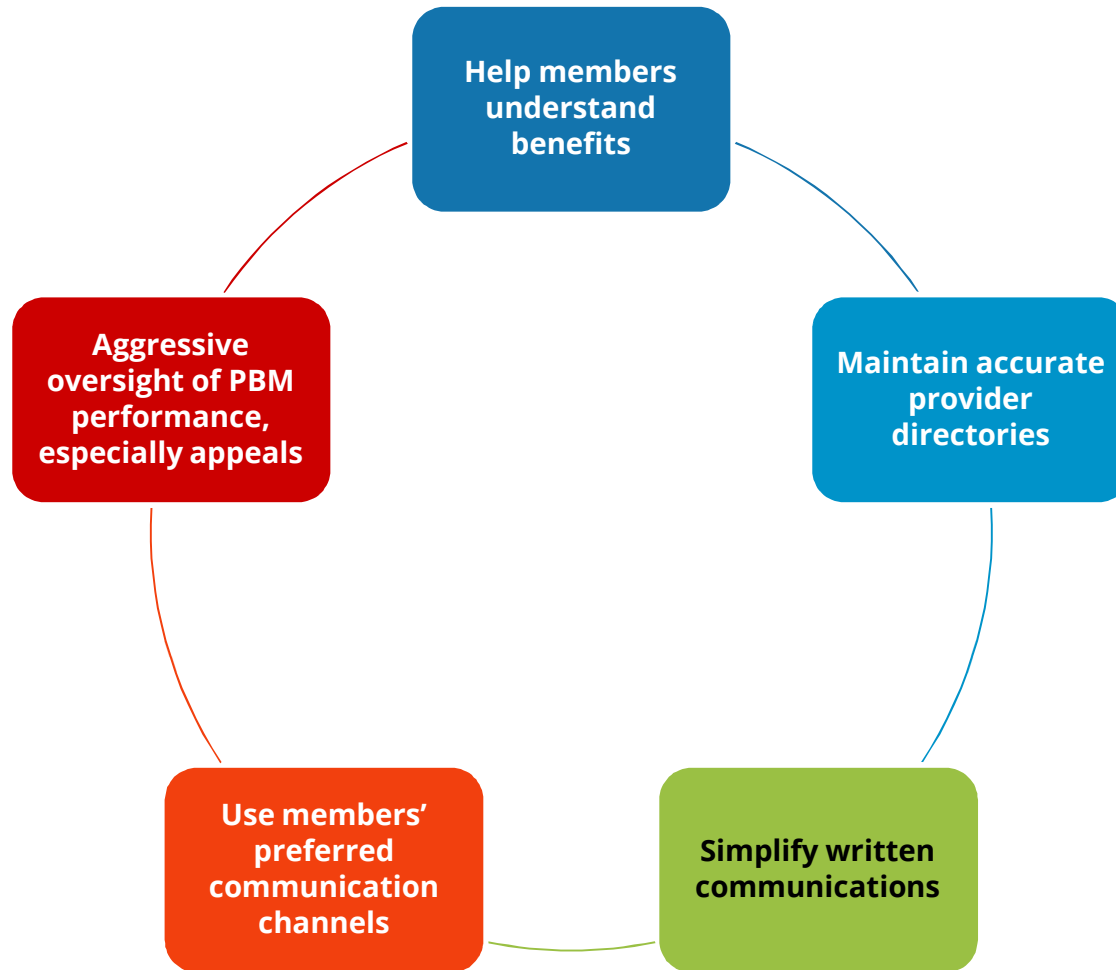 Help members
understand
benefits
Maintain accurate
provider
directories
Simplify written
communications
Use members’
preferred
communication
channels
Aggressive
oversight of PBM
performance,
especially appeals